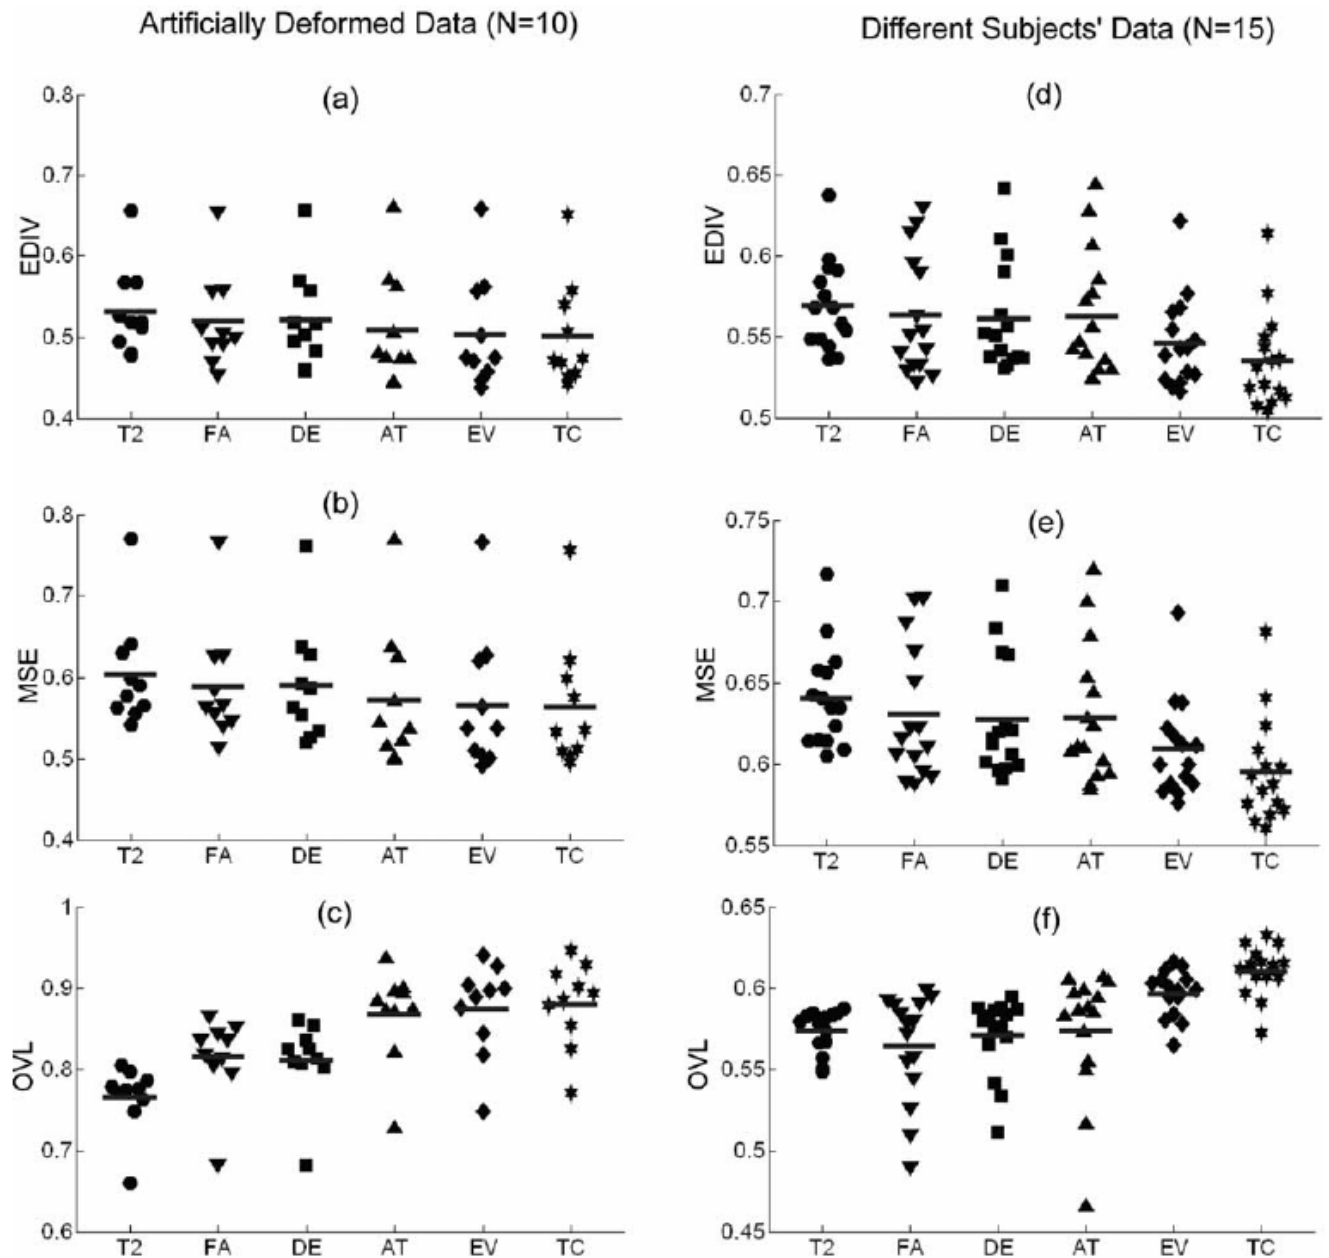 Artificially Deformed Data (N=10)
Different Subjects' Data (N=15)
(a)
0.8
0.7
0.6
0.5
0.4
EDIV
T2 FA DE AT EV TC
(d)
0.7
0.65
0.6
0.55
0.5
EDIV
T2 FA DE AT EV TC
(b)
0.8
0.7
0.6
0.5
0.4
MSE
T2 FA DE AT EV TC
(e)
0.75
0.7
0.65
0.6
0.55
MSE
T2 FA DE AT EV TC
(c)
1
0.9
0.8
0.7
0.6
OVL
T2 FA DE AT EV TC
(f)
0.65
0.6
0.55
0.5
0.45
OVL
T2 FA DE AT EV TC